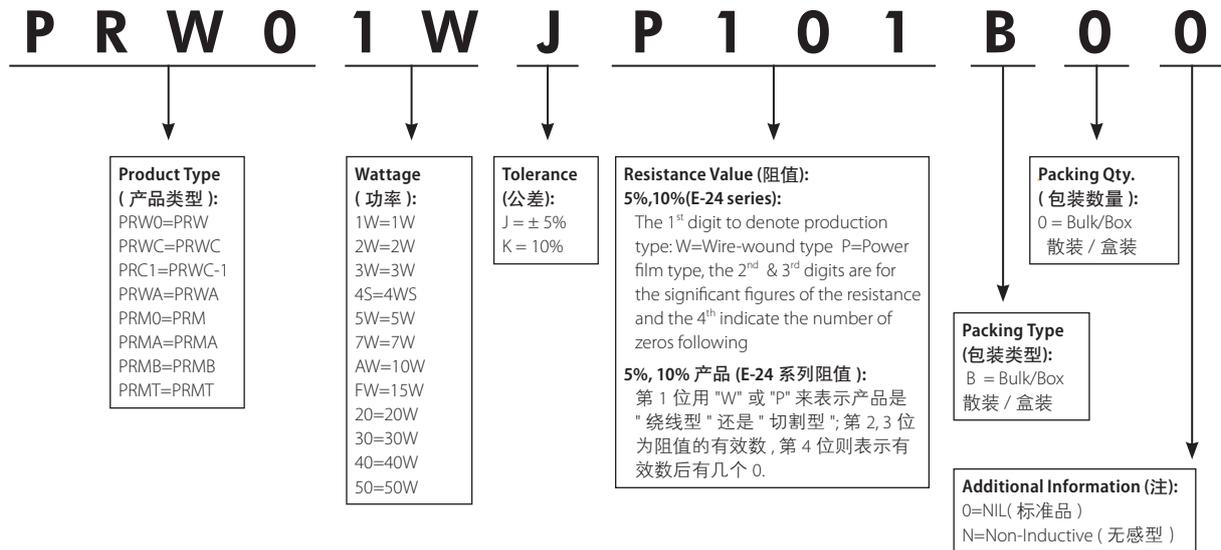 P R W 0 1 W J P 1 0 1 B 0 0
Product Type
( 产品类型 ):
PRW0=PRW
PRWC=PRWC
PRC1=PRWC-1
PRWA=PRWA
PRM0=PRM
PRMA=PRMA
PRMB=PRMB
PRMT=PRMT
Wattage
( 功率 ):
1W=1W
2W=2W
3W=3W
4S=4WS
5W=5W
7W=7W
AW=10W
FW=15W
20=20W
30=30W
40=40W
50=50W
Tolerance
(公差):
J = ± 5%
K = 10%
Resistance Value (阻值):
5%,10%(E-24 series):
The 1st digit to denote production
type: W=Wire-wound type P=Power
film type, the 2nd & 3rd digits are for
the significant figures of the resistance
and the 4th indicate the number of
zeros following
5%, 10% 产品 (E-24 系列阻值 ):
第 1 位用 "W" 或 "P" 来表示产品是
" 绕线型 " 还是 " 切割型 "; 第 2, 3 位
为阻值的有效数 , 第 4 位则表示有
效数后有几个 0.
Packing Qty.
( 包装数量 ):
0 = Bulk/Box
散装 / 盒装
Packing Type
(包装类型):
B = Bulk/Box
散装 / 盒装
Additional Information (注):
0=NIL( 标准品 )
N=Non-Inductive ( 无感型 )